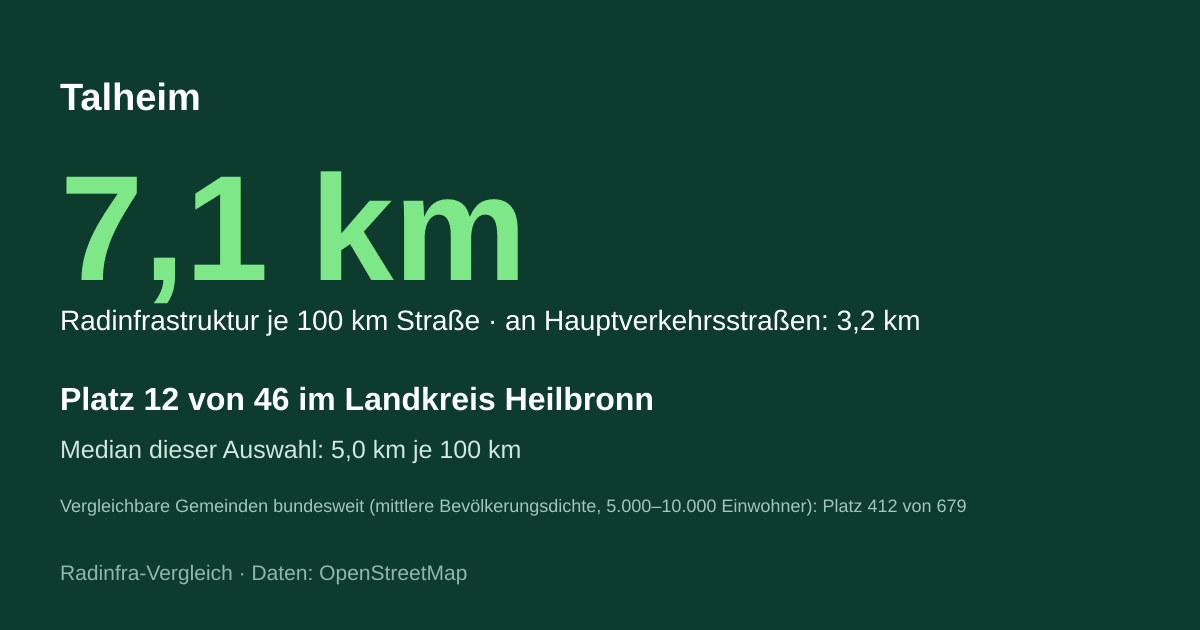 Talheim
7,1 km
Radinfrastruktur je 100 km Straße · an Hauptverkehrsstraßen: 3,2 km
Platz 12 von 46 im Landkreis Heilbronn
Median dieser Auswahl: 5,0 km je 100 km
Vergleichbare Gemeinden bundesweit (mittlere Bevölkerungsdichte, 5.000–10.000 Einwohner): Platz 412 von 679
Radinfra-Vergleich · Daten: OpenStreetMap